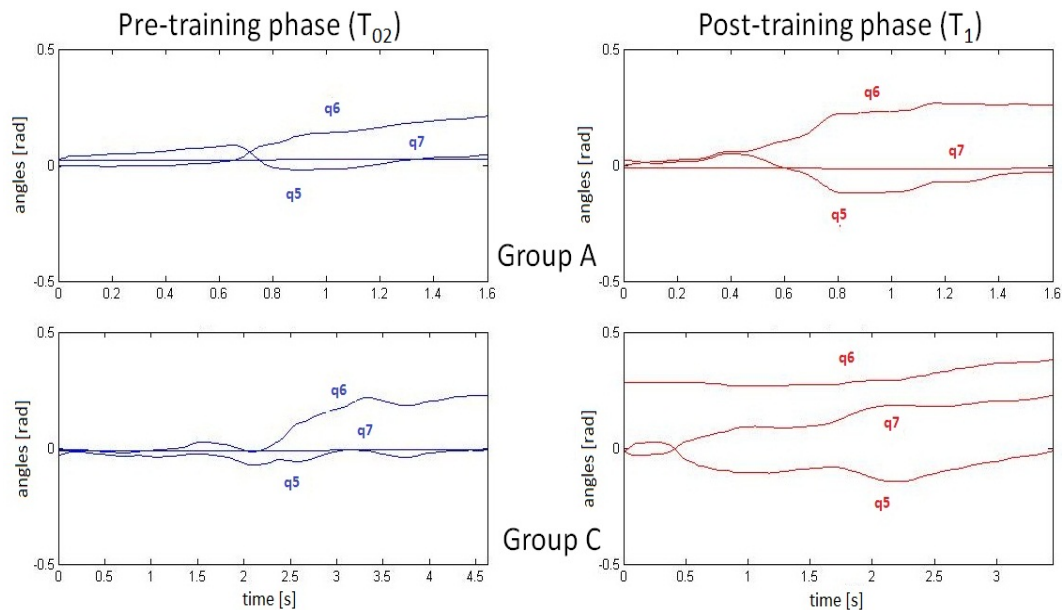 Pre-training phase (T02)
Post-training phase (T1)
0.5
0
-0.5
angles [rad]
q6
q7
q5
0 0.2 0.4 0.6 0.8 1 1.2 1.4 1.6
0.5
0
-0.5
angles [rad]
q6
q7
q5
0 0.2 0.4 0.6 0.8 1 1.2 1.4 1.6
Group A
0.5
0
-0.5
angles [rad]
q6
q7
q5
0 0.5 1 1.5 2 2.5 3 3.5 4 4.5
time [s]
0.5
0
-0.5
angles [rad]
q6
q7
q5
0 0.5 1 1.5 2 2.5 3
time [s]
Group C